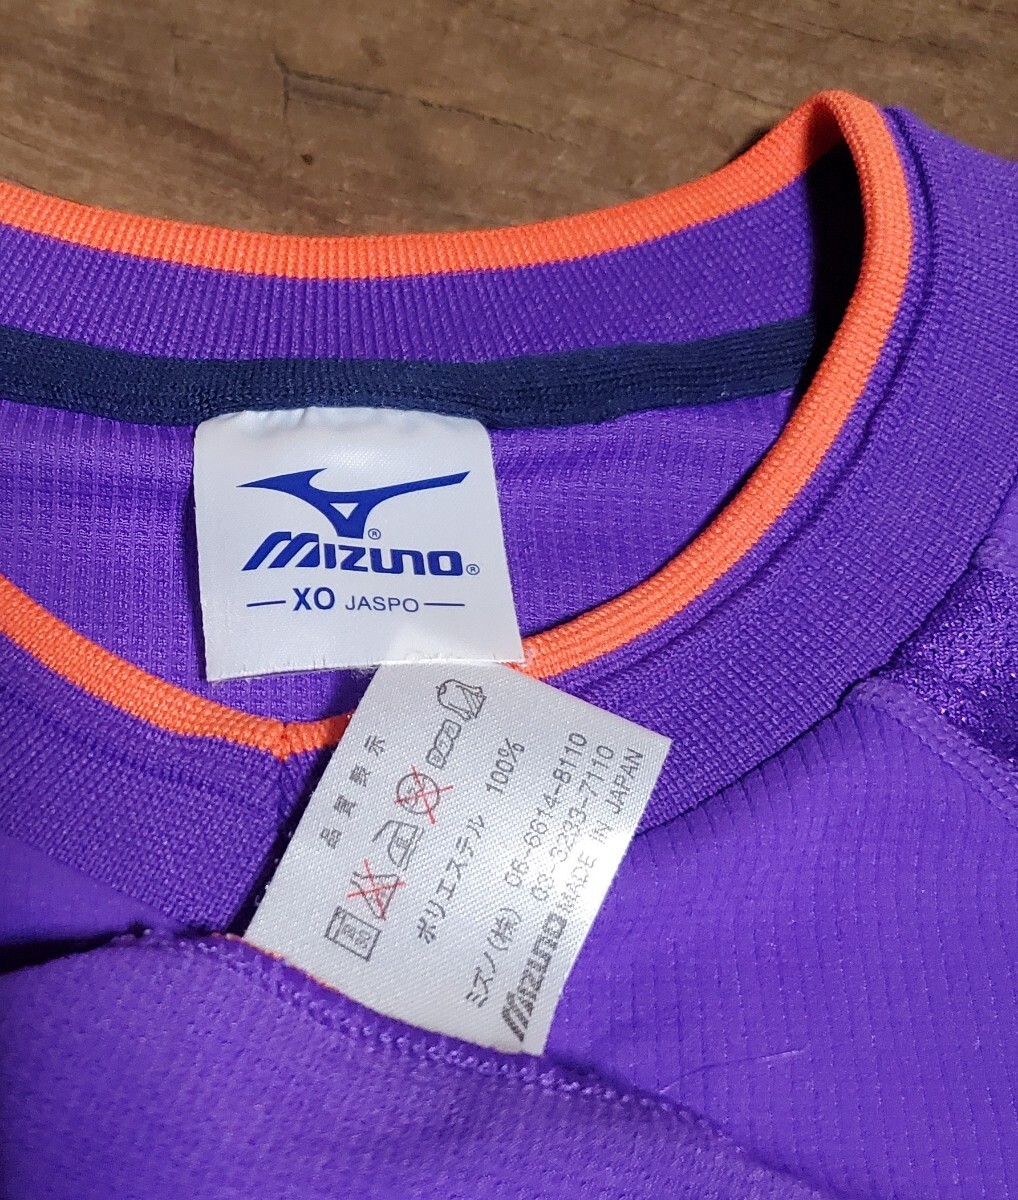 MIZUNO
XO JASPO
品質表示
ポリエステル 100%
ミズノ(株) 06-6614-8110
03-3233-7110
MIZUNO MADE IN JAPAN